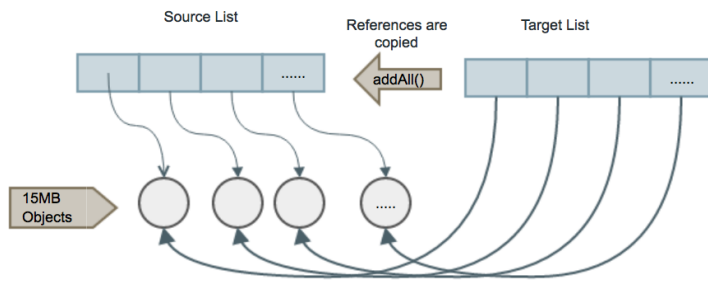 Source List
References are
copied
Target List
......
addAll()
......
15MB
Objects
.....